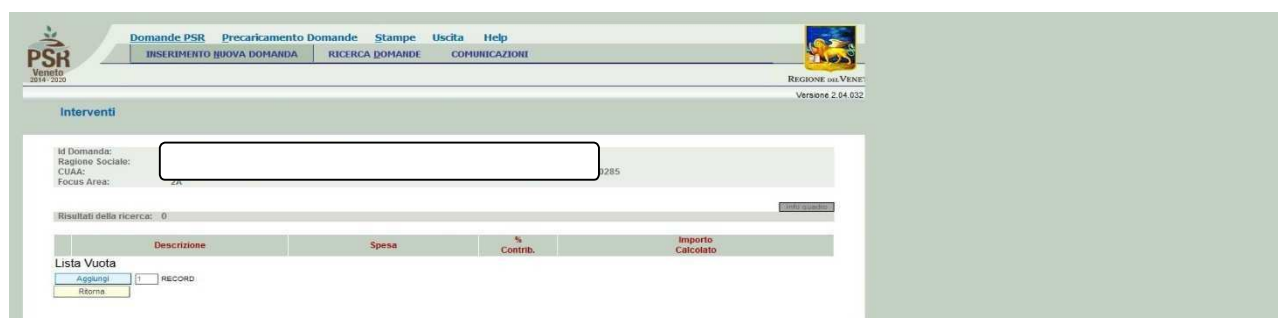 Domande PSR Precaricamento Domande Stampe Uscita Help
INSERIMENTO NUOVA DOMANDA RICERCA DOMANDE COMUNICAZIONI
PSR
Veneto
2014-2020
REGIONE DEL VENET
Versione 2.04.032
Interventi
Id Domanda:
Ragione Sociale:
CUAA: 0285
Focus Area: 2A
Info quadro
Risultati della ricerca: 0
Descrizione Spesa % Contrib. Importo Calcolato
Lista Vuota
Aggiungi 1 RECORD
Ritorna